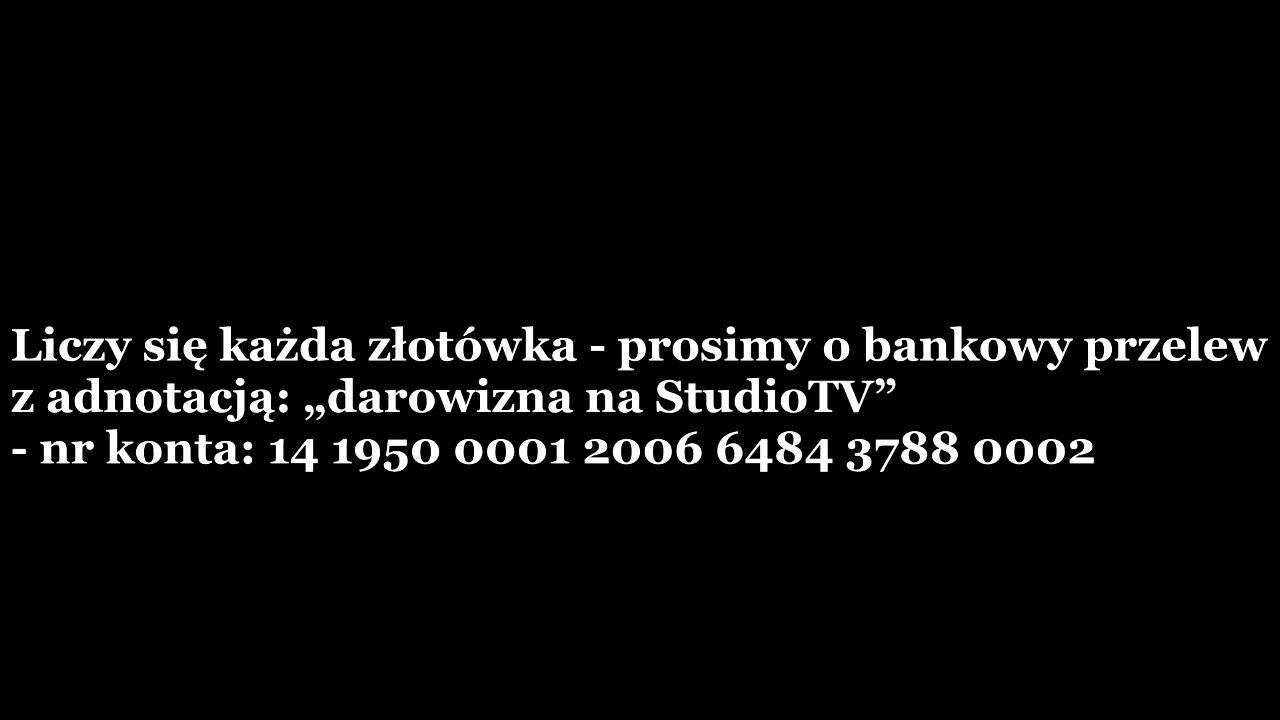 Liczy się każda złotówka - prosimy o bankowy przelew
z adnotacją: „darowizna na StudioTV”
- nr konta: 14 1950 0001 2006 6484 3788 0002